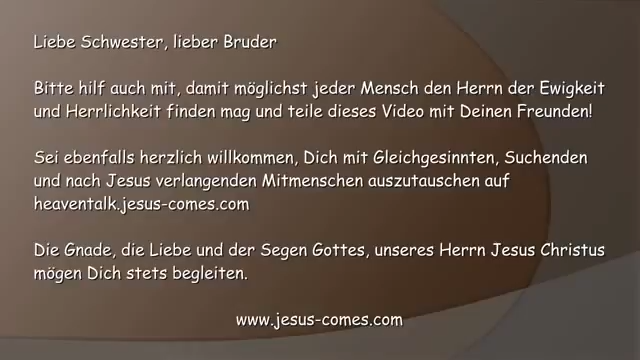 Liebe Schwester, lieber Bruder
Bitte hilf auch mit, damit möglichst jeder Mensch den Herrn der Ewigkeit
und Herrlichkeit finden mag und teile dieses Video mit Deinen Freunden!
Sei ebenfalls herzlich willkommen, Dich mit Gleichgesinnten, Suchenden
und nach Jesus verlangenden Mitmenschen auszutauschen auf
heaventalk.jesus-comes.com
Die Gnade, die Liebe und der Segen Gottes, unseres Herrn Jesus Christus
mögen Dich stets begleiten.
www.jesus-comes.com